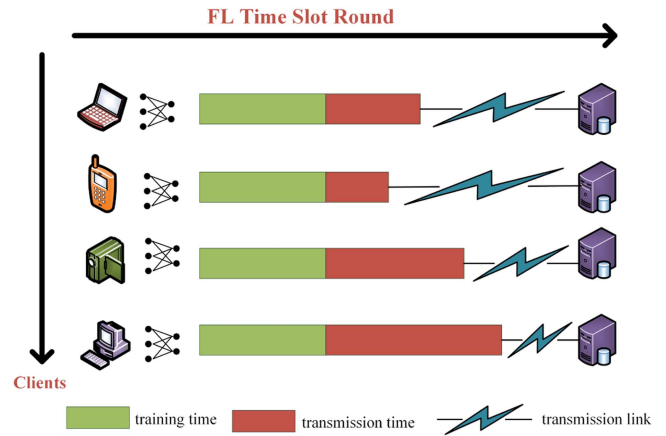 FL Time Slot Round
Clients
training time
transmission time
transmission link